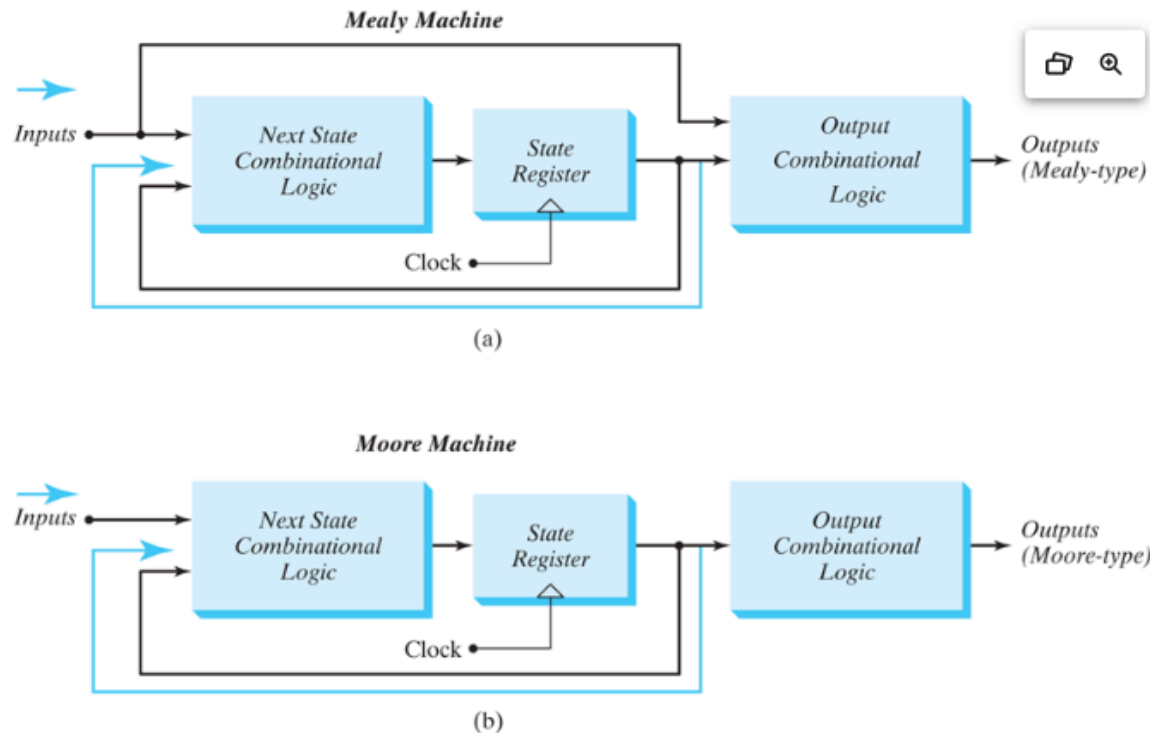 Mealy Machine
Inputs
Next State
Combinational
Logic
State
Register
Output
Combinational
Logic
Outputs
(Mealy-type)
Clock
(a)
Moore Machine
Inputs
Next State
Combinational
Logic
State
Register
Output
Combinational
Logic
Outputs
(Moore-type)
Clock
(b)